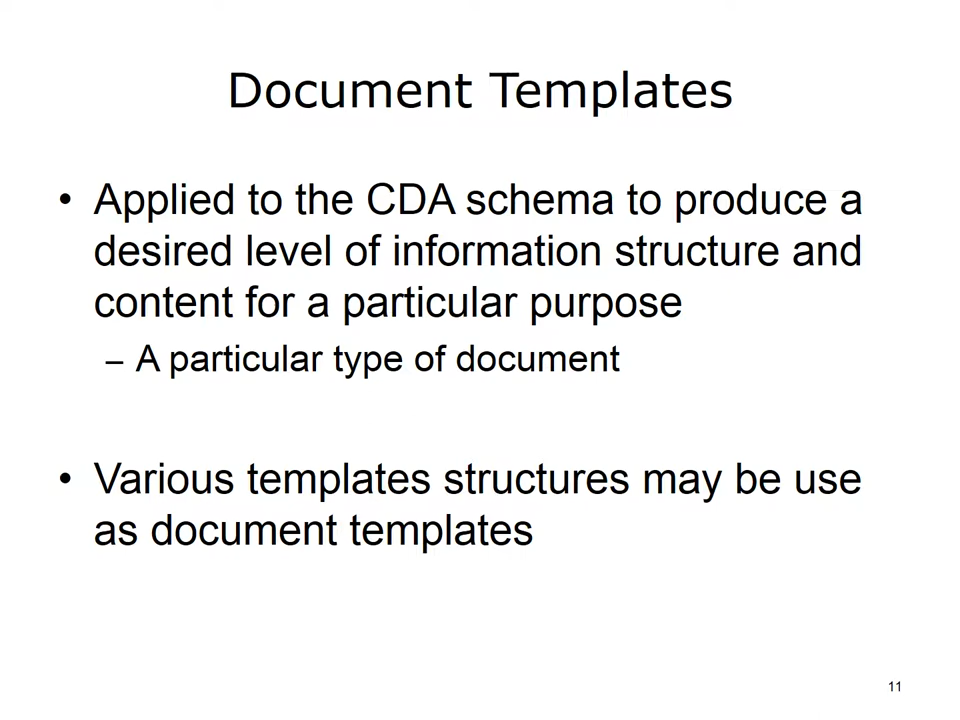 Document Templates
• Applied to the CDA schema to produce a
desired level of information structure and
content for a particular purpose
– A particular type of document
• Various templates structures may be use
as document templates
11